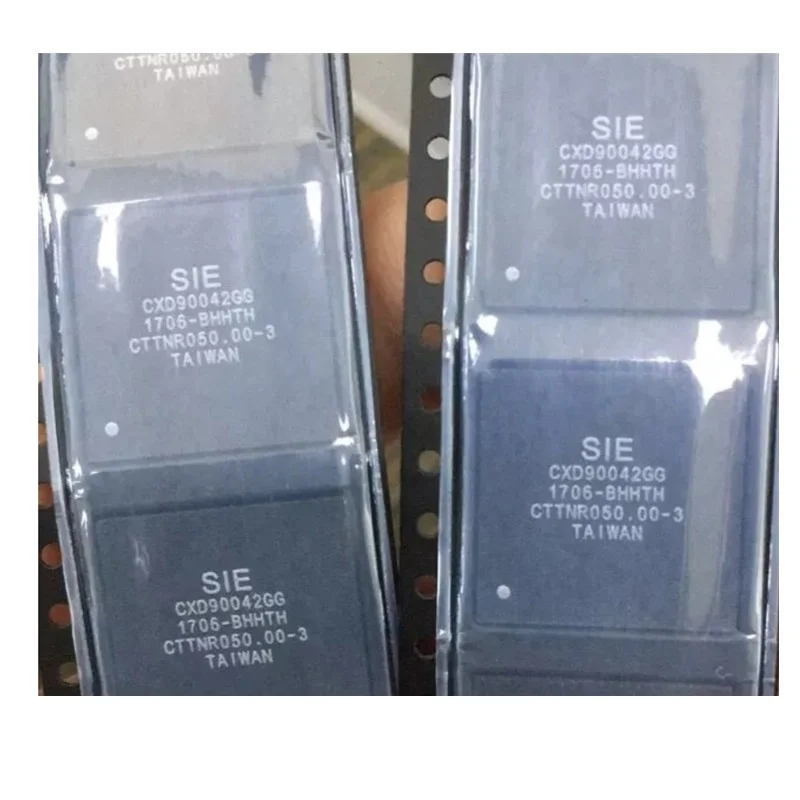 CTTNR050.00-3
TAIWAN
SIE
CXD90042GG
1706-BHHTH
CTTNR050.00-3
TAIWAN
SIE
CXD90042GG
1706-BHHTH
CTTNR050.00-3
TAIWAN
SIE
CXD90042GG
1706-BHHTH
CTTNR050.00-3
TAIWAN
SIE
CXD90042GG
1706-BHHTH
CTTNR050.00-3
TAIWAN